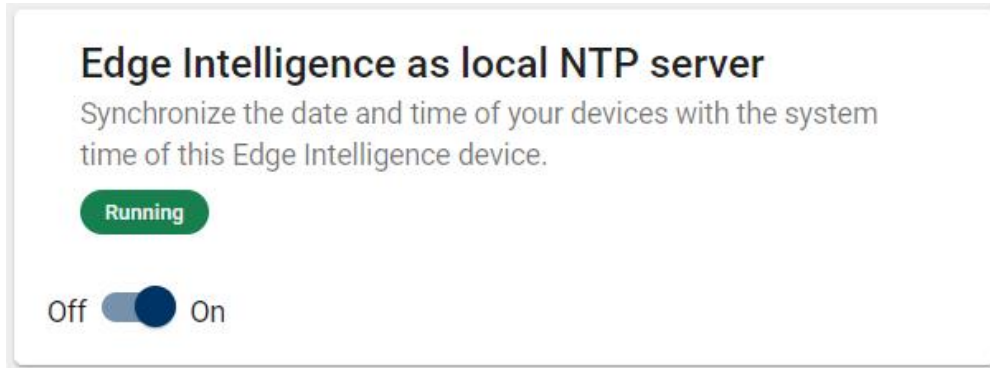 Edge Intelligence as local NTP server
Synchronize the date and time of your devices with the system
time of this Edge Intelligence device.
Running
Off On